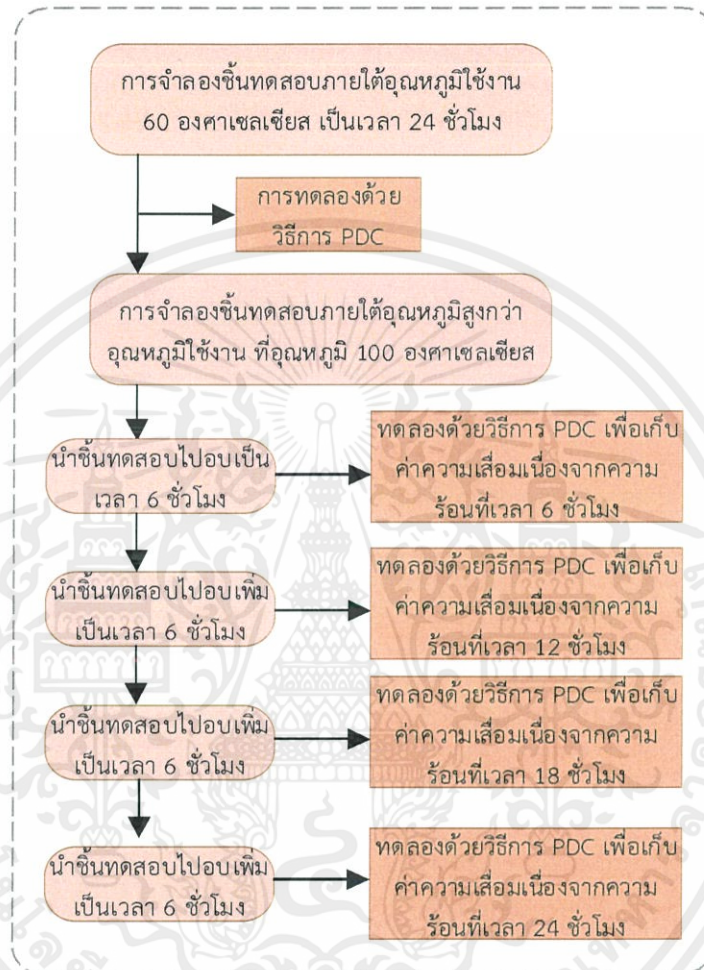 การจำลองชิ้นทดสอบภายใต้อุณหภูมิใช้งาน
60 องศาเซลเซียส เป็นเวลา 24 ชั่วโมง
การทดลองด้วย
วิธีการ PDC
การจำลองชิ้นทดสอบภายใต้อุณหภูมิสูงกว่า
อุณหภูมิใช้งาน ที่อุณหภูมิ 100 องศาเซลเซียส
นำชิ้นทดสอบไปอบเป็น
เวลา 6 ชั่วโมง
ทดลองด้วยวิธีการ PDC เพื่อเก็บ
ค่าความเสื่อมเนื่องจากความ
ร้อนที่เวลา 6 ชั่วโมง
นำชิ้นทดสอบไปอบเพิ่ม
เป็นเวลา 6 ชั่วโมง
ทดลองด้วยวิธีการ PDC เพื่อเก็บ
ค่าความเสื่อมเนื่องจากความ
ร้อนที่เวลา 12 ชั่วโมง
นำชิ้นทดสอบไปอบเพิ่ม
เป็นเวลา 6 ชั่วโมง
ทดลองด้วยวิธีการ PDC เพื่อเก็บ
ค่าความเสื่อมเนื่องจากความ
ร้อนที่เวลา 18 ชั่วโมง
นำชิ้นทดสอบไปอบเพิ่ม
เป็นเวลา 6 ชั่วโมง
ทดลองด้วยวิธีการ PDC เพื่อเก็บ
ค่าความเสื่อมเนื่องจากความ
ร้อนที่เวลา 24 ชั่วโมง